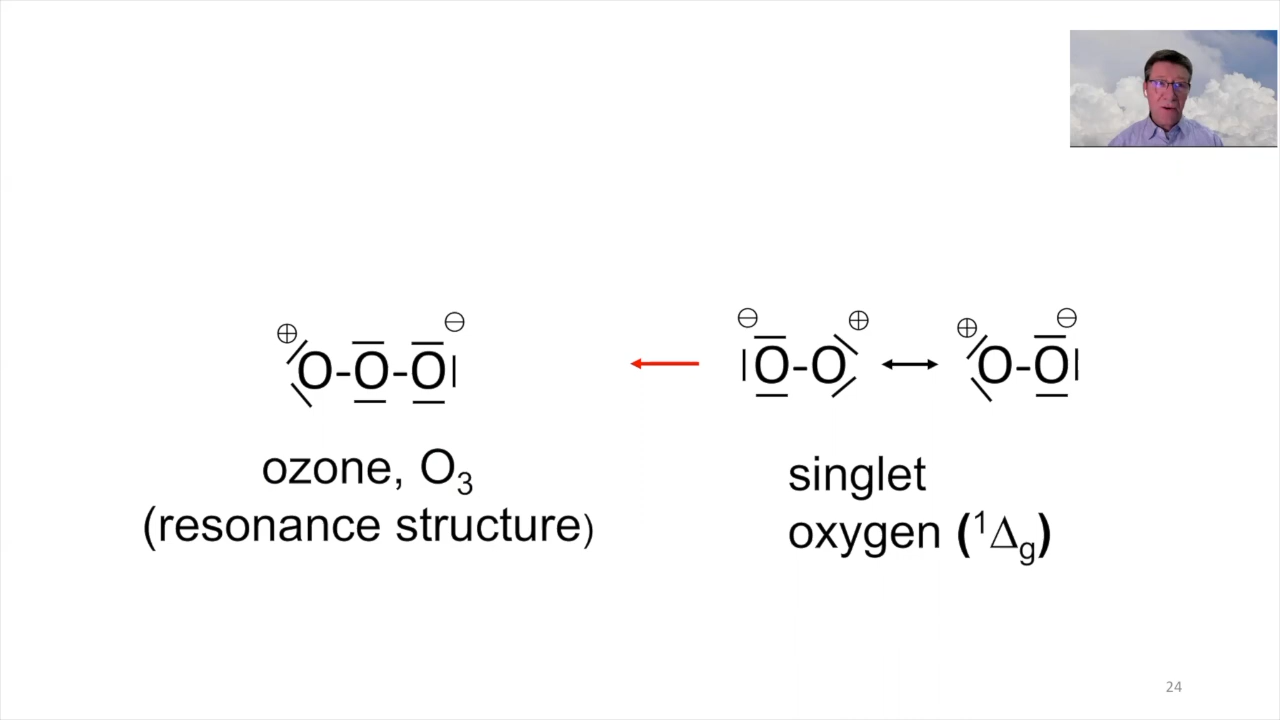 ⊕ ⊖
O-O-O
ozone, O₃
(resonance structure)
⊖ ⊕ ⊕ ⊖
O-O ↔ O-O
singlet
oxygen (¹Δg)
24